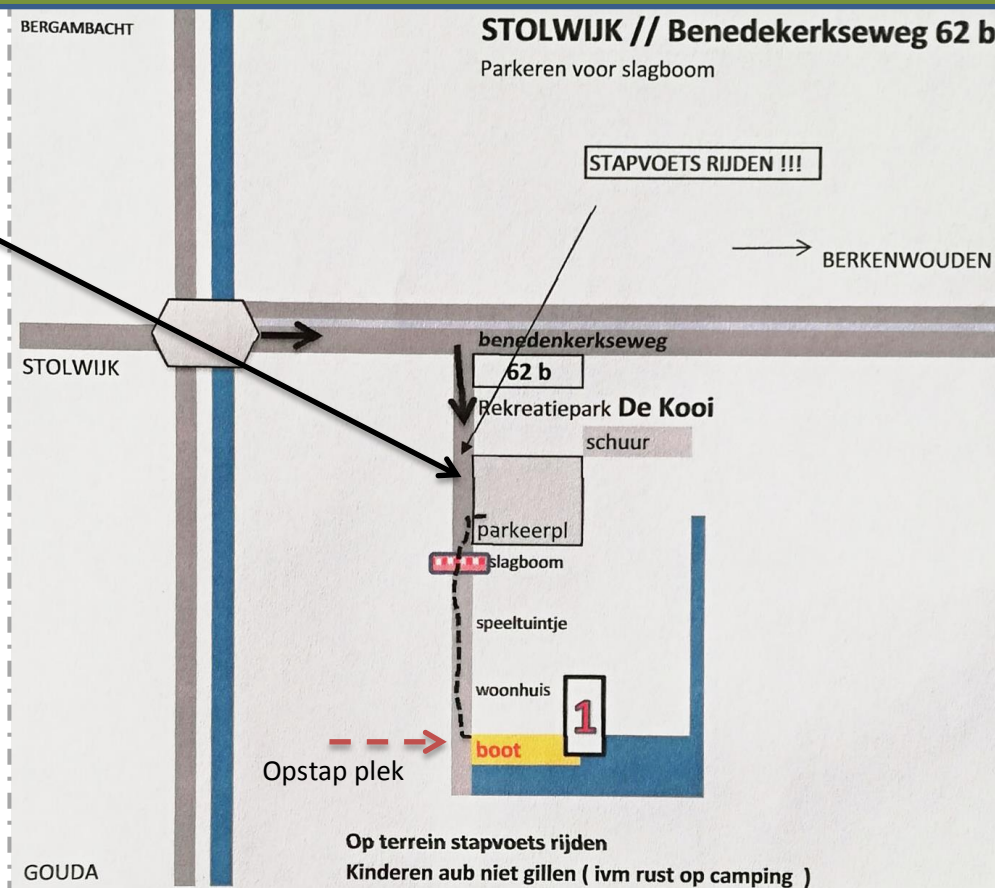 BERGAMBACHT
STOLWIJK // Benedekerkseweg 62 b
Parkeren voor slagboom
STAPVOETS RIJDEN !!!
BERKENWOUDEN
benedenkerkseweg
STOLWIJK
62 b
Rekreatiepark De Kooi
schuur
parkeerpl
slagboom
speeltuintje
woonhuis
1
boot
Opstap plek
Op terrein stapvoets rijden
GOUDA
Kinderen aub niet gillen ( ivm rust op camping )